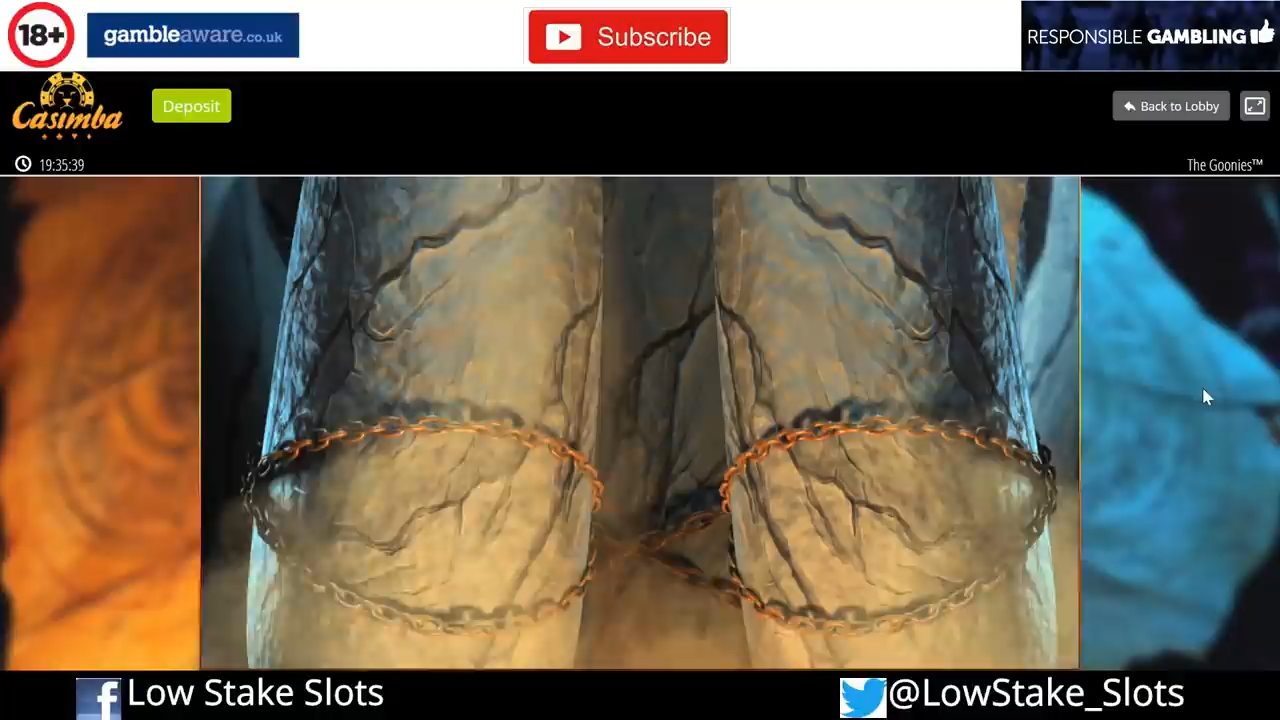 18+
gambleaware.co.uk
Subscribe
RESPONSIBLE GAMBLING
Casimba
Deposit
Back to Lobby
19:35:39
The Goonies™
f Low Stake Slots
@LowStake_Slots